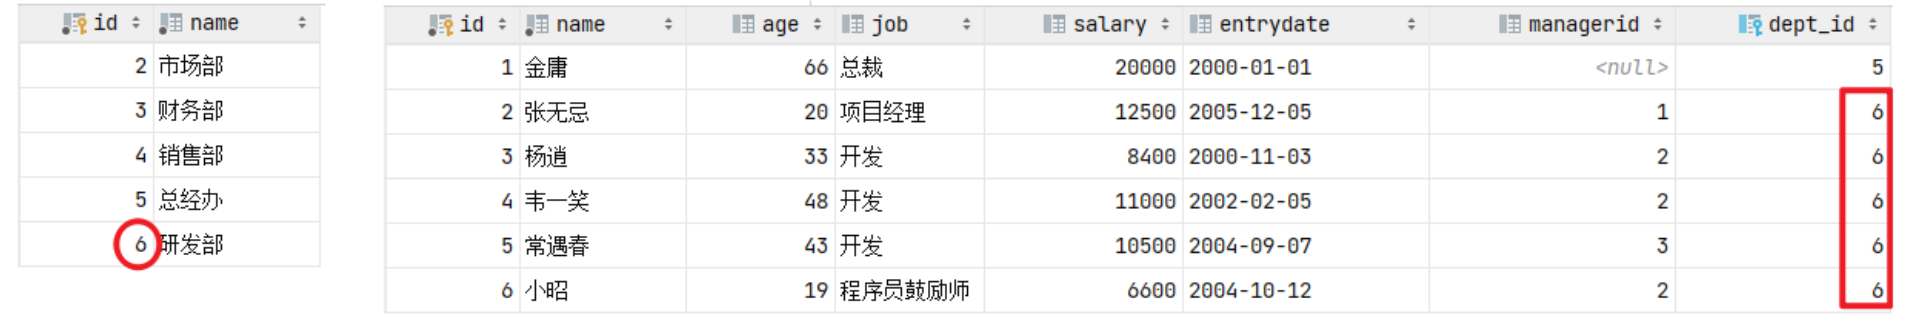 id name
2 市场部
3 财务部
4 销售部
5 总经办
6 研发部
id name age job salary entrydate managerid dept_id
1 金庸 66 总裁 20000 2000-01-01 <null> 5
2 张无忌 20 项目经理 12500 2005-12-05 1 6
3 杨逍 33 开发 8400 2000-11-03 2 6
4 韦一笑 48 开发 11000 2002-02-05 2 6
5 常遇春 43 开发 10500 2004-09-07 3 6
6 小昭 19 程序员鼓励师 6600 2004-10-12 2 6